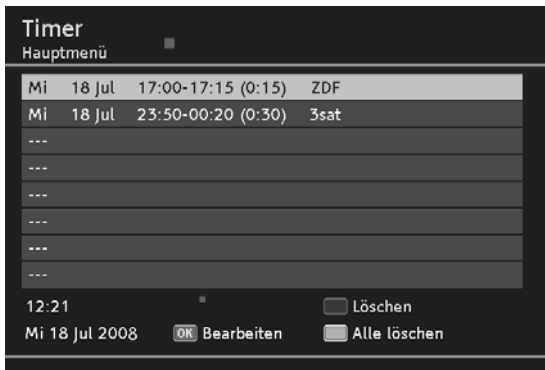 Timer
Hauptmenü
Mi 18 Jul 17:00-17:15 (0:15) ZDF
Mi 18 Jul 23:50-00:20 (0:30) 3sat
---
---
---
---
---
---
12:21 Löschen
Mi 18 Jul 2008 OK Bearbeiten Alle löschen